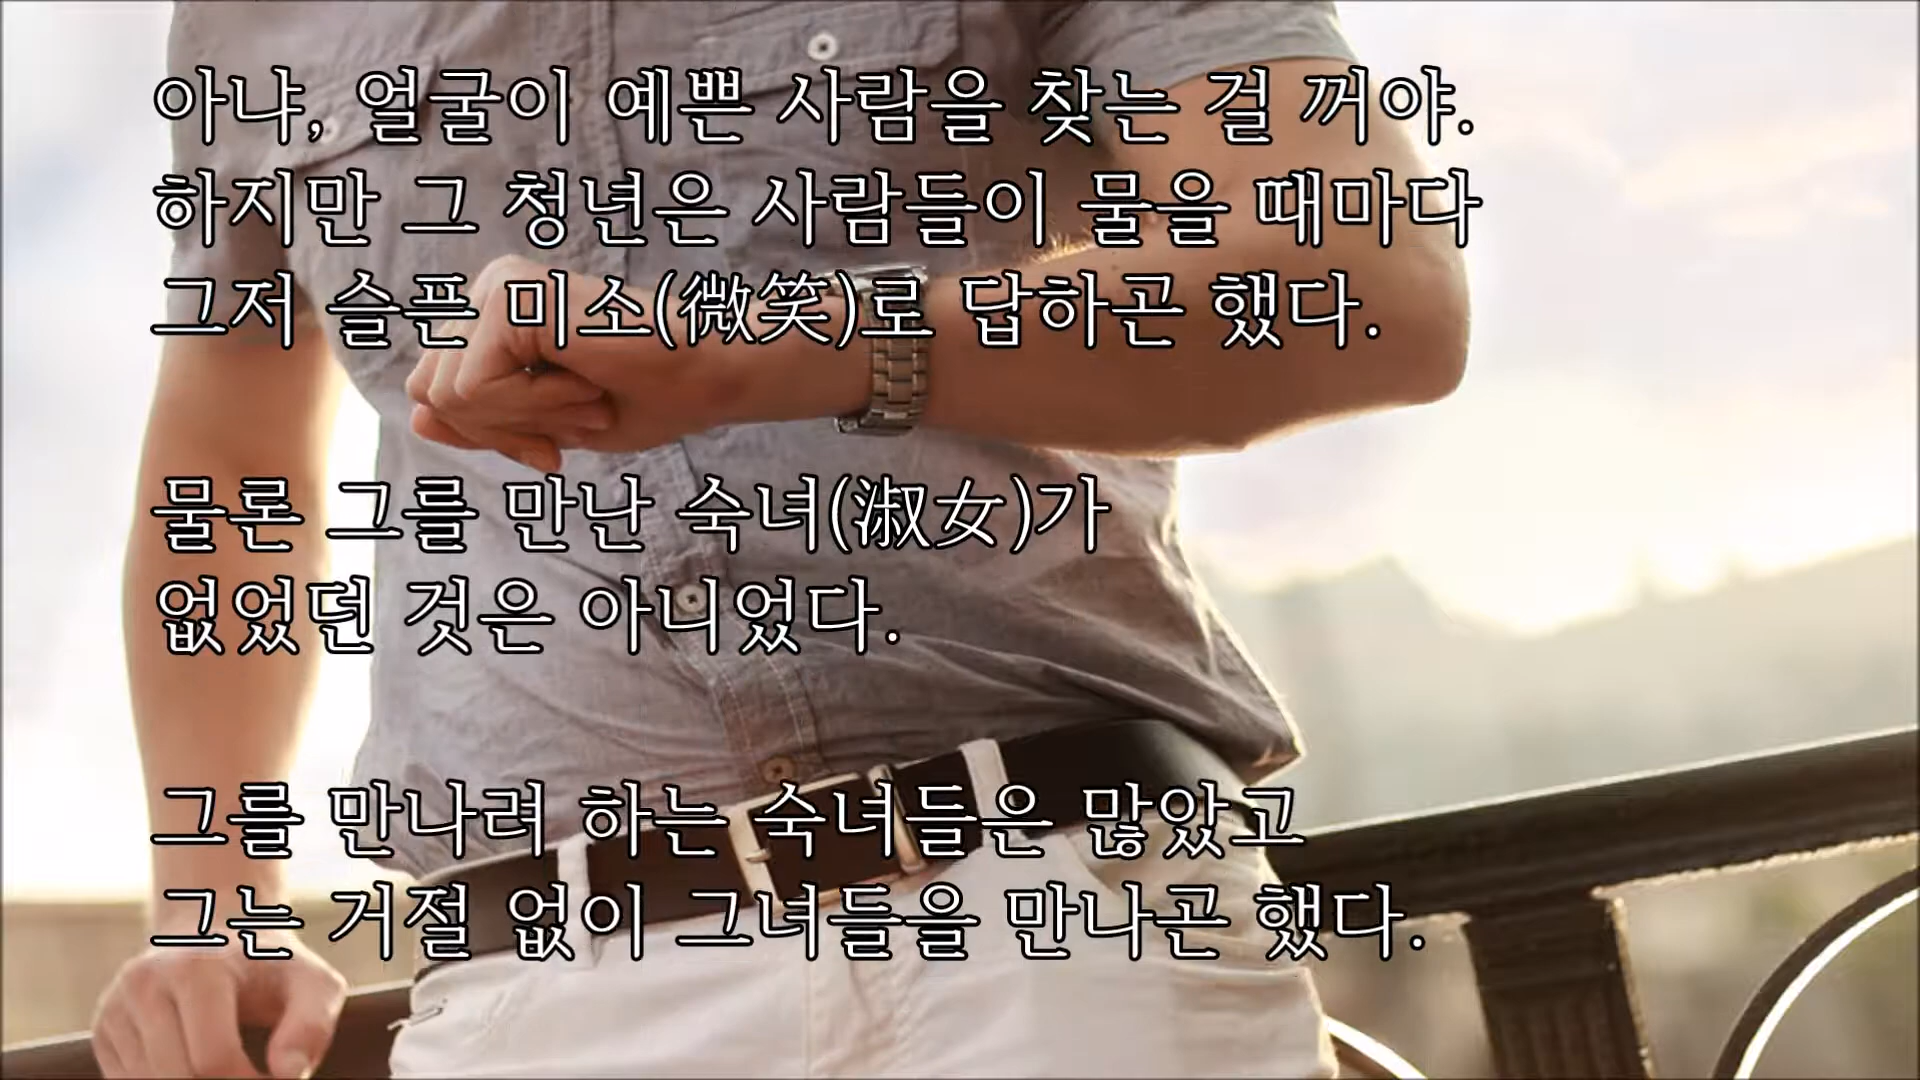 아냐, 얼굴이 예쁜 사람을 찾는 걸 꺼야.
하지만 그 청년은 사람들이 물을 때마다
그저 슬픈 미소(微笑)로 답하곤 했다.
물론 그를 만난 숙녀(淑女)가
없었던 것은 아니었다.
그를 만나려 하는 숙녀들은 많았고
그는 거절 없이 그녀들을 만나곤 했다.